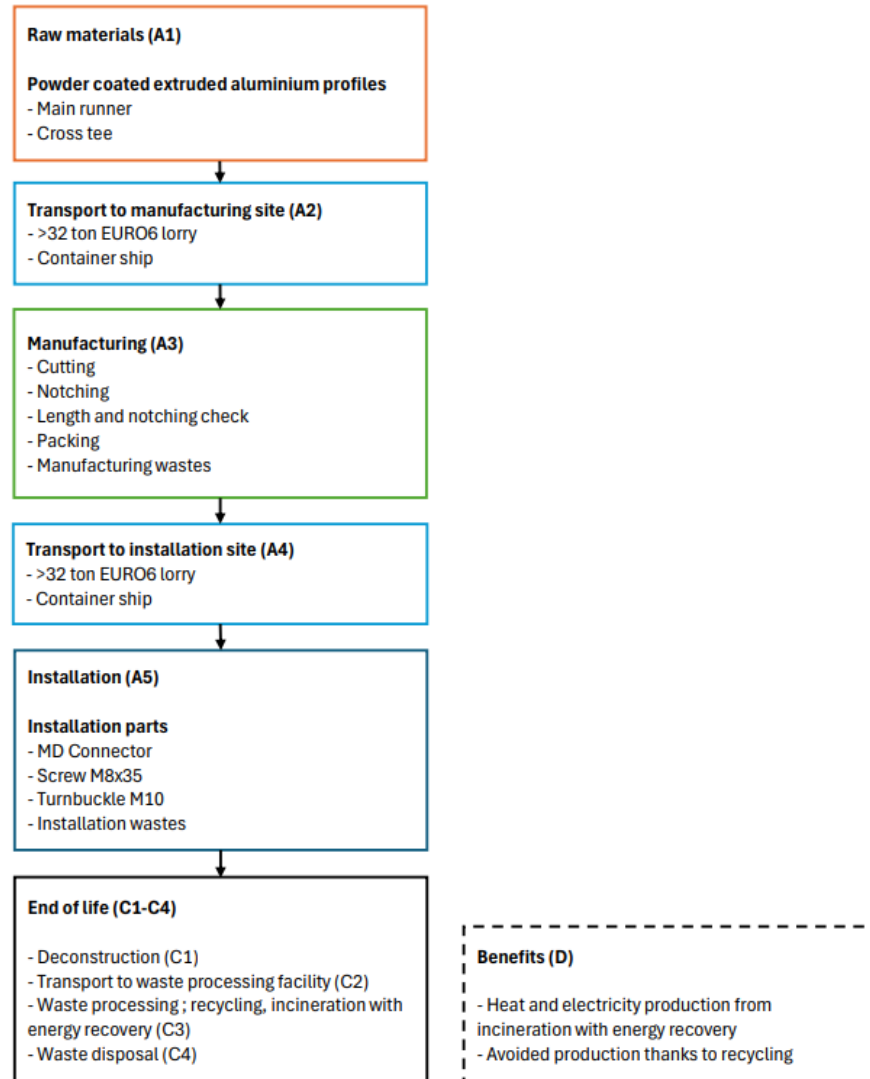 Raw materials (A1)
Powder coated extruded aluminium profiles
- Main runner
- Cross tee
Transport to manufacturing site (A2)
- >32 ton EURO6 lorry
- Container ship
Manufacturing (A3)
- Cutting
- Notching
- Length and notching check
- Packing
- Manufacturing wastes
Transport to installation site (A4)
- >32 ton EURO6 lorry
- Container ship
Installation (A5)
Installation parts
- MD Connector
- Screw M8x35
- Turnbuckle M10
- Installation wastes
End of life (C1-C4)
- Deconstruction (C1)
- Transport to waste processing facility (C2)
- Waste processing ; recycling, incineration with
energy recovery (C3)
- Waste disposal (C4)
Benefits (D)
- Heat and electricity production from
incineration with energy recovery
- Avoided production thanks to recycling